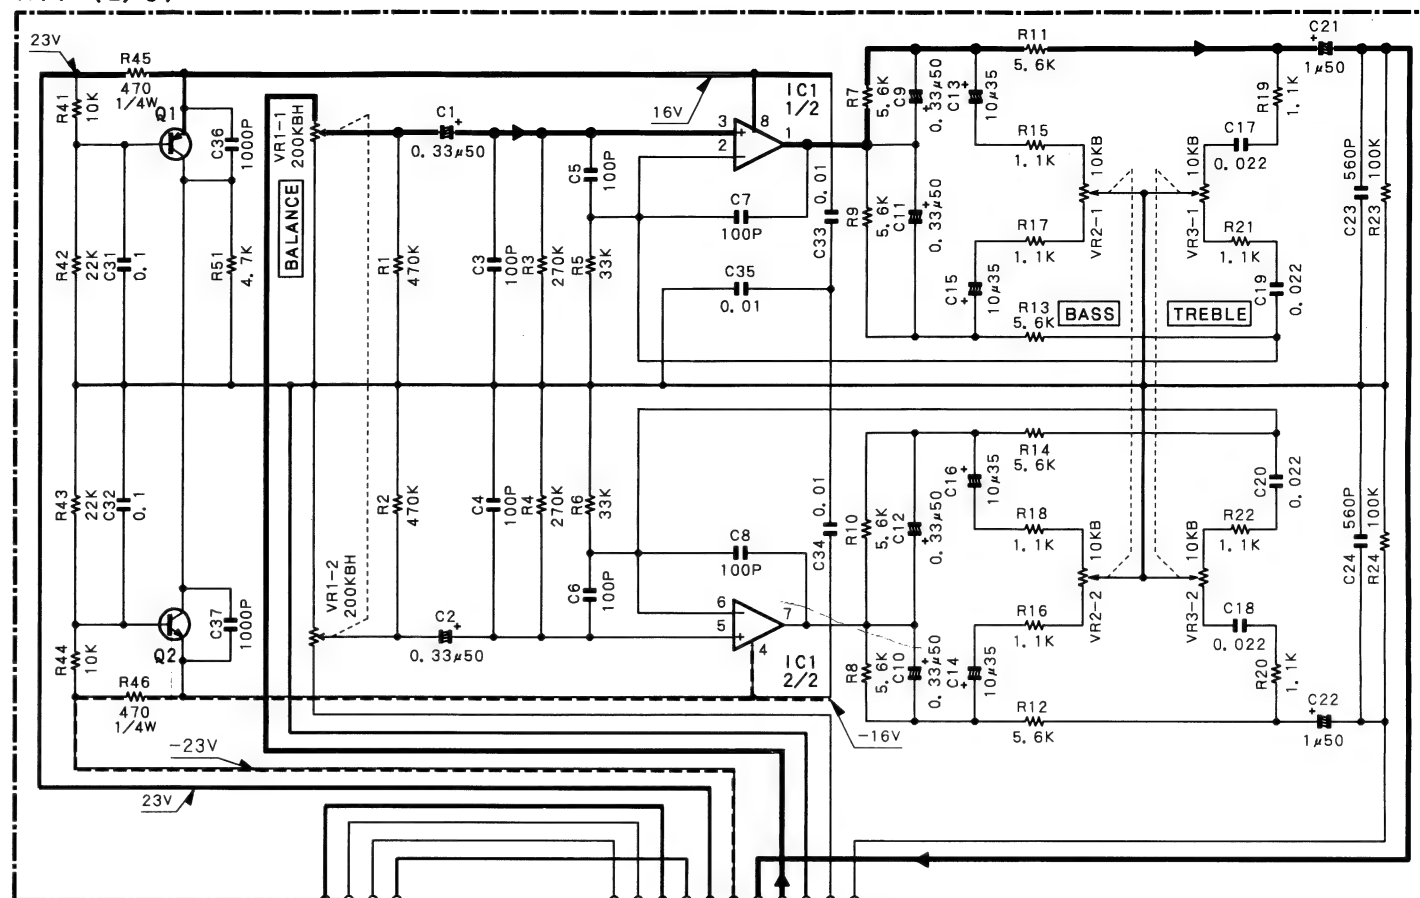 23V
R45
470
1/4W
R41
10K
Q1
C36
1000P
VR1-1
200KBH
BALANCE
C1
0.33µ50
16V
IC1
1/2
3
2
8
1
R7
5.6K
C9
0.33µ50
C13
10µ35
R11
5.6K
C21
1µ50
R19
1.1K
R15
1.1K
10KB
10KB
C17
0.022
560P
C23
100K
R23
C5
100P
C7
100P
0.01
C33
R9
5.6K
C11
0.33µ50
R17
1.1K
VR2-1
VR3-1
R21
1.1K
R42
22K
C31
0.1
R51
4.7K
R1
470K
C3
100P
R3
270K
R5
33K
C35
0.01
C15
10µ35
R13
5.6K
BASS
TREBLE
C19
0.022
R43
22K
C32
0.1
R2
470K
C4
100P
R4
270K
R6
33K
C8
100P
0.01
C34
R10
5.6K
C12
0.33µ50
C16
10µ35
R14
5.6K
R18
1.1K
10KB
10KB
R22
1.1K
C20
0.022
560P
C24
100K
R24
VR1-2
200KBH
C37
1000P
Q2
R44
10K
R46
470
1/4W
C2
0.33µ50
C6
100P
6
5
7
4
IC1
2/2
R8
5.6K
C10
0.33µ50
C14
10µ35
R16
1.1K
VR2-2
VR3-2
C18
0.022
R20
1.1K
R12
5.6K
C22
1µ50
-16V
-23V
23V